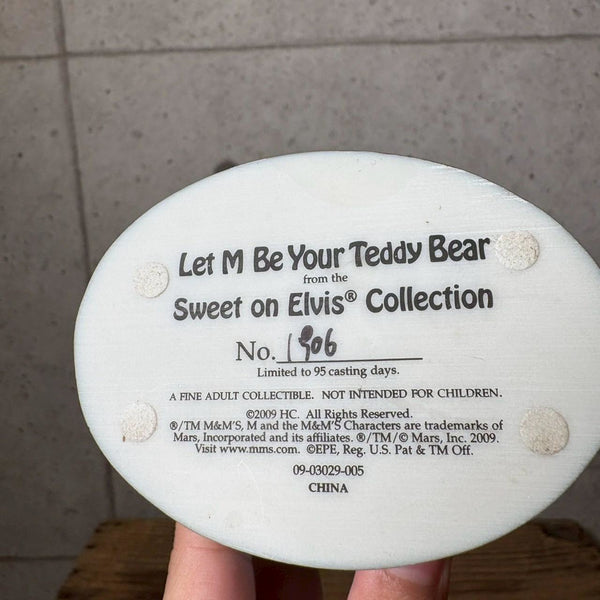 Let M Be Your Teddy Bear
from the
Sweet on Elvis® Collection
No. 1906
Limited to 95 casting days.
A FINE ADULT COLLECTIBLE. NOT INTENDED FOR CHILDREN.
©2009 HC. All Rights Reserved.
®/TM M&M'S, M and the M&M'S Characters are trademarks of
Mars, Incorporated and its affiliates. ®/TM/© Mars, Inc. 2009.
Visit www.mms.com. ©EPE, Reg. U.S. Pat & TM Off.
09-03029-005
CHINA